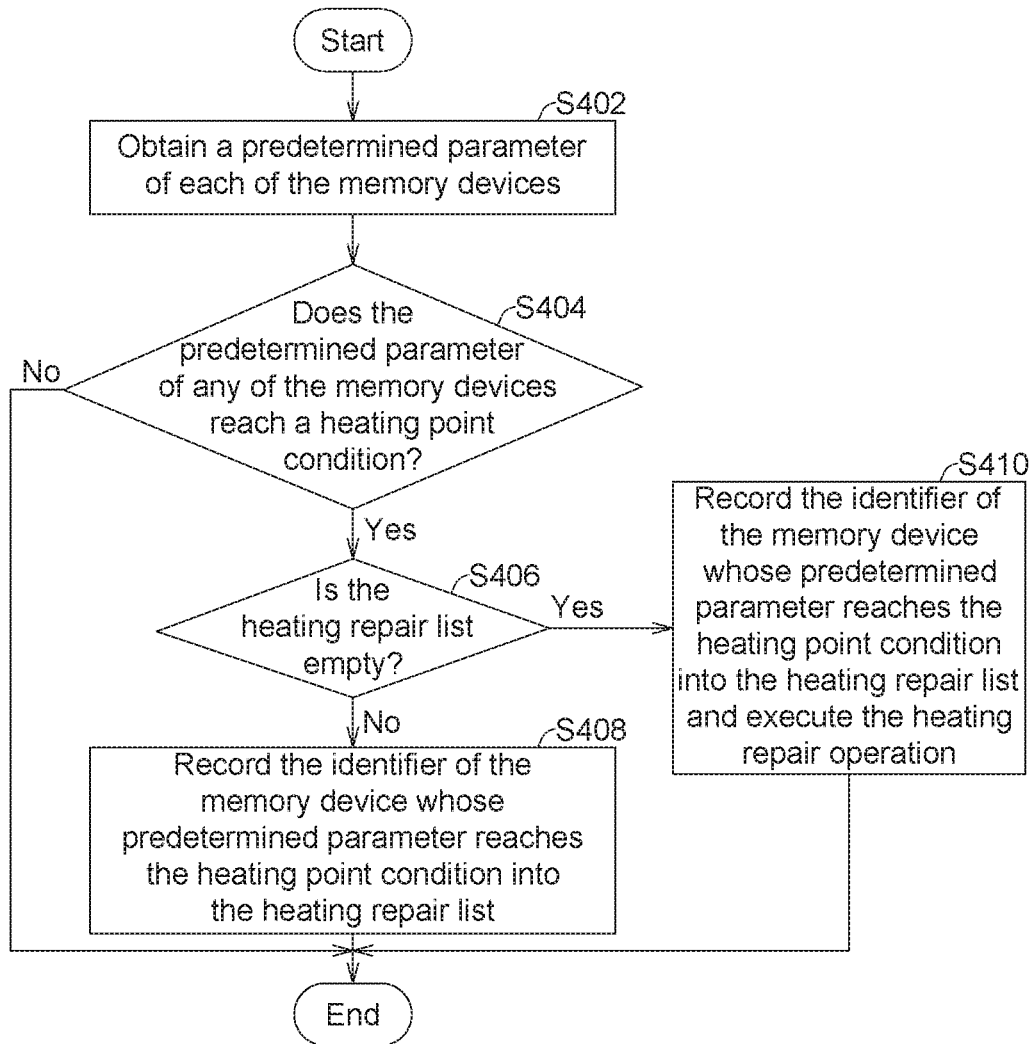 Start
S402
Obtain a predetermined parameter
of each of the memory devices
S404
Does the
predetermined parameter
of any of the memory devices
reach a heating point
condition?
No
Yes
S406
Is the
heating repair list
empty?
Yes
No
S410
Record the identifier of
the memory device
whose predetermined
parameter reaches the
heating point condition
into the heating repair list
and execute the heating
repair operation
S408
Record the identifier of the
memory device whose
predetermined parameter reaches
the heating point condition into
the heating repair list
End